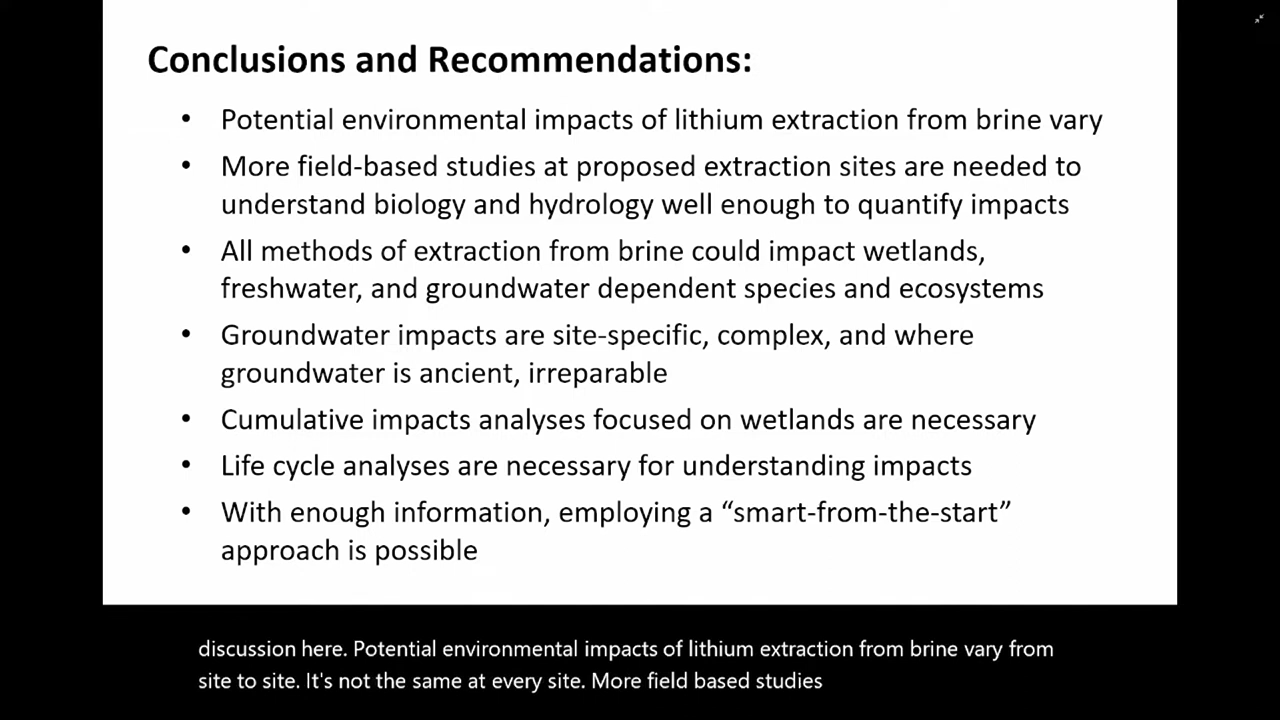 Conclusions and Recommendations:
• Potential environmental impacts of lithium extraction from brine vary
• More field-based studies at proposed extraction sites are needed to
understand biology and hydrology well enough to quantify impacts
• All methods of extraction from brine could impact wetlands,
freshwater, and groundwater dependent species and ecosystems
• Groundwater impacts are site-specific, complex, and where
groundwater is ancient, irreparable
• Cumulative impacts analyses focused on wetlands are necessary
• Life cycle analyses are necessary for understanding impacts
• With enough information, employing a “smart-from-the-start”
approach is possible
discussion here. Potential environmental impacts of lithium extraction from brine vary from
site to site. It's not the same at every site. More field based studies